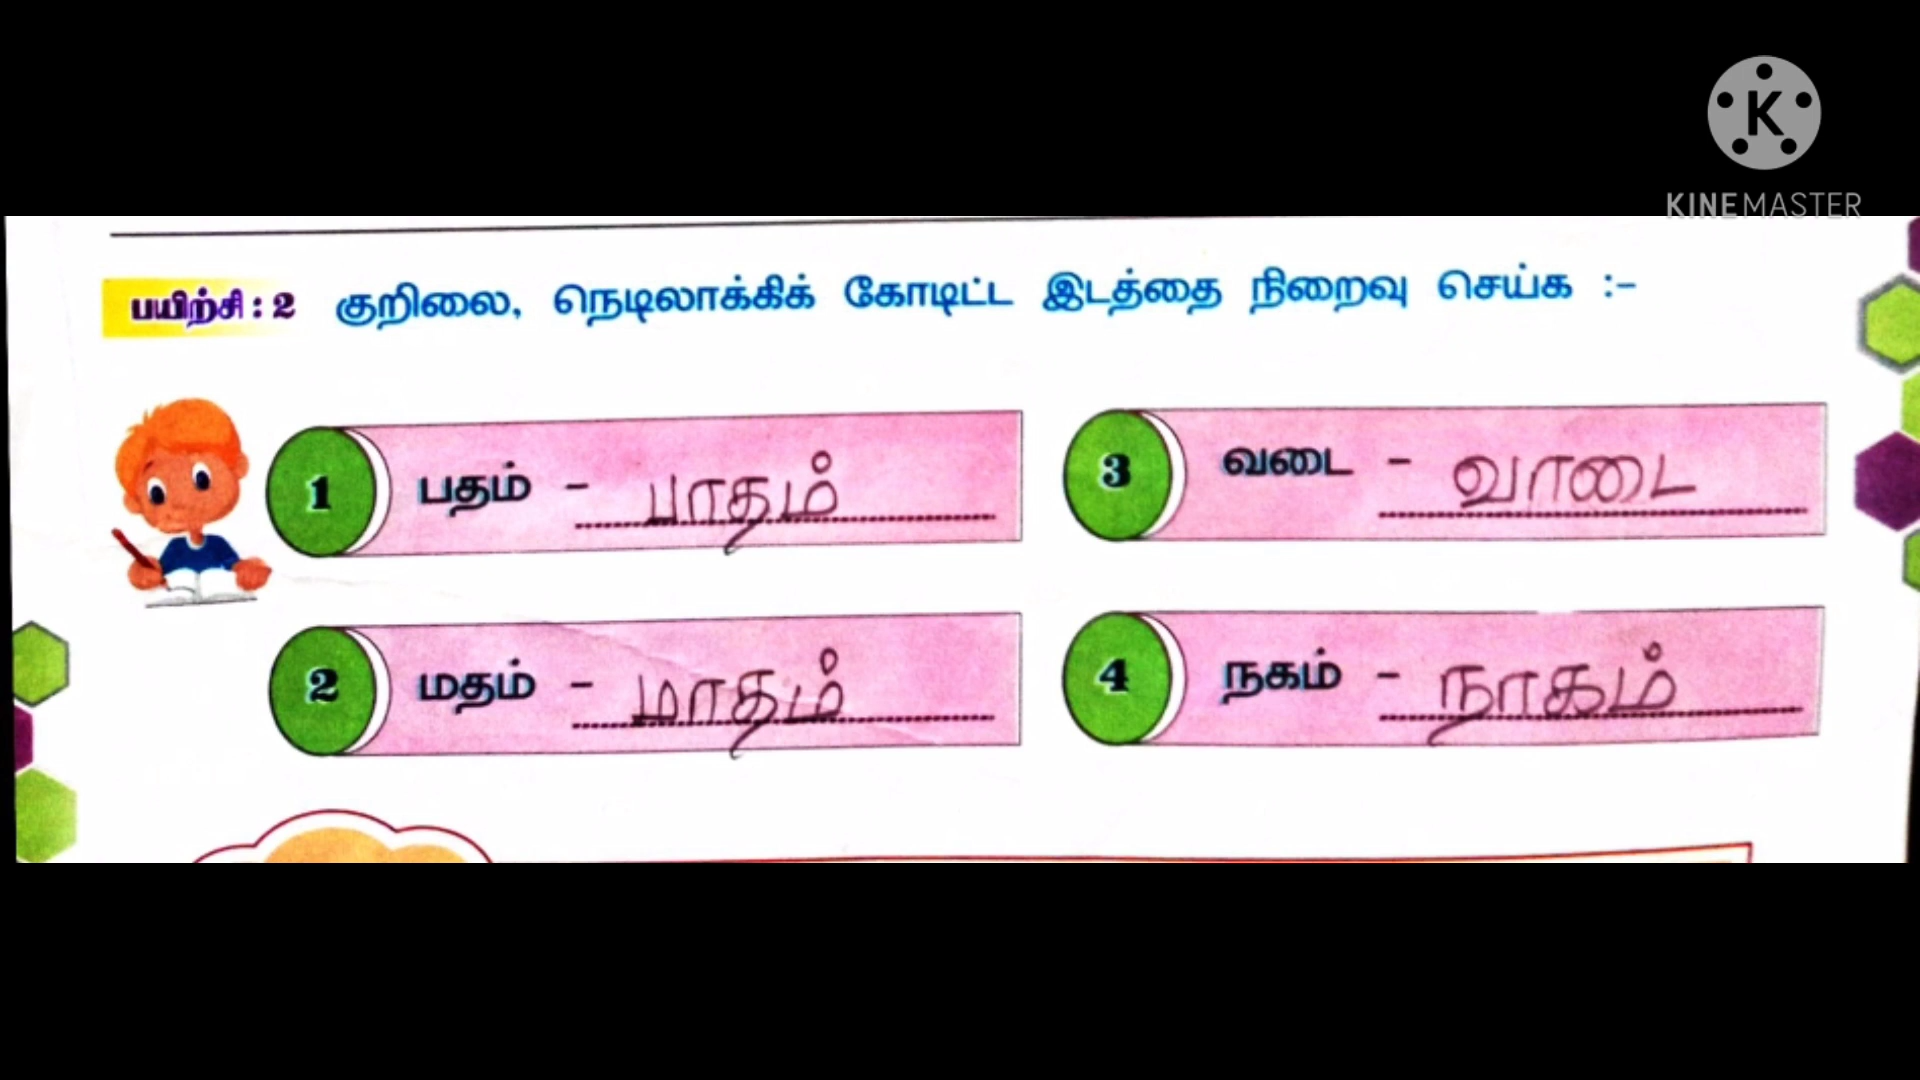 KINEMASTER
பயிற்சி : 2 குறிலை, நெடிலாக்கிக் கோடிட்ட இடத்தை நிறைவு செய்க :-
1 பதம் - பாதம்
2 மதம் - மாதம்
3 வடை - வாடை
4 நகம் - நாகம்